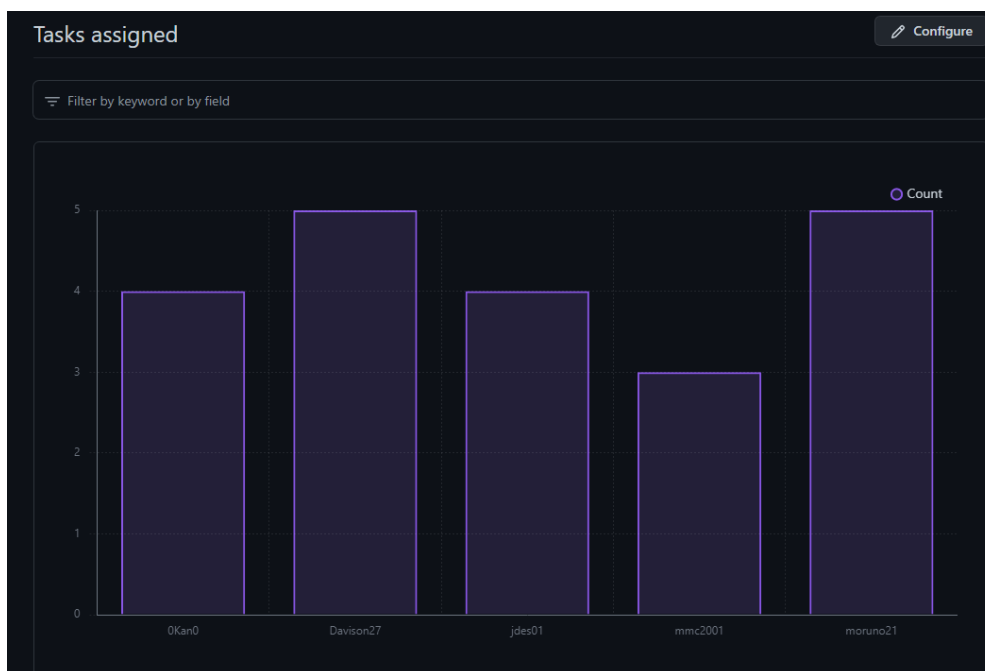 Tasks assigned
Configure
Filter by keyword or by field
Count
5
4
3
2
1
0
0Kan0 Davison27 jdes01 mmc2001 moruno21